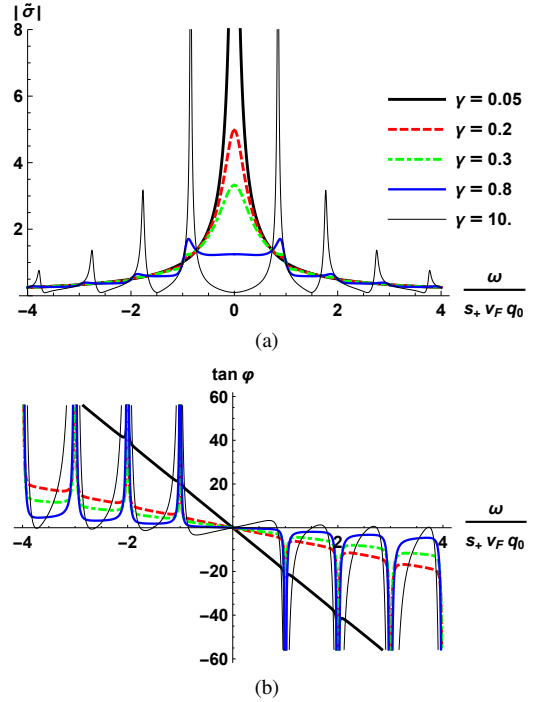 |σ̃|
8
6
4
2
−4 −2 0 2 4
γ = 0.05
γ = 0.2
γ = 0.3
γ = 0.8
γ = 10.
ω
s₊ v_F q₀
(a)
tan φ
60
40
20
−20
−40
−60
−4 −2 0 2 4
ω
s₊ v_F q₀
(b)